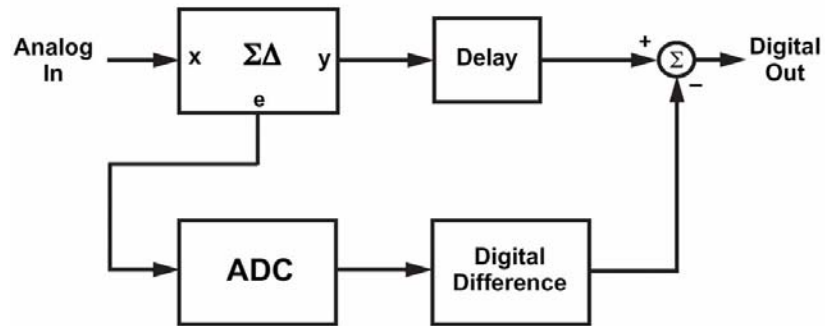 Analog
In
x
ΣΔ
y
e
Delay
+
Σ
−
Digital
Out
ADC
Digital
Difference